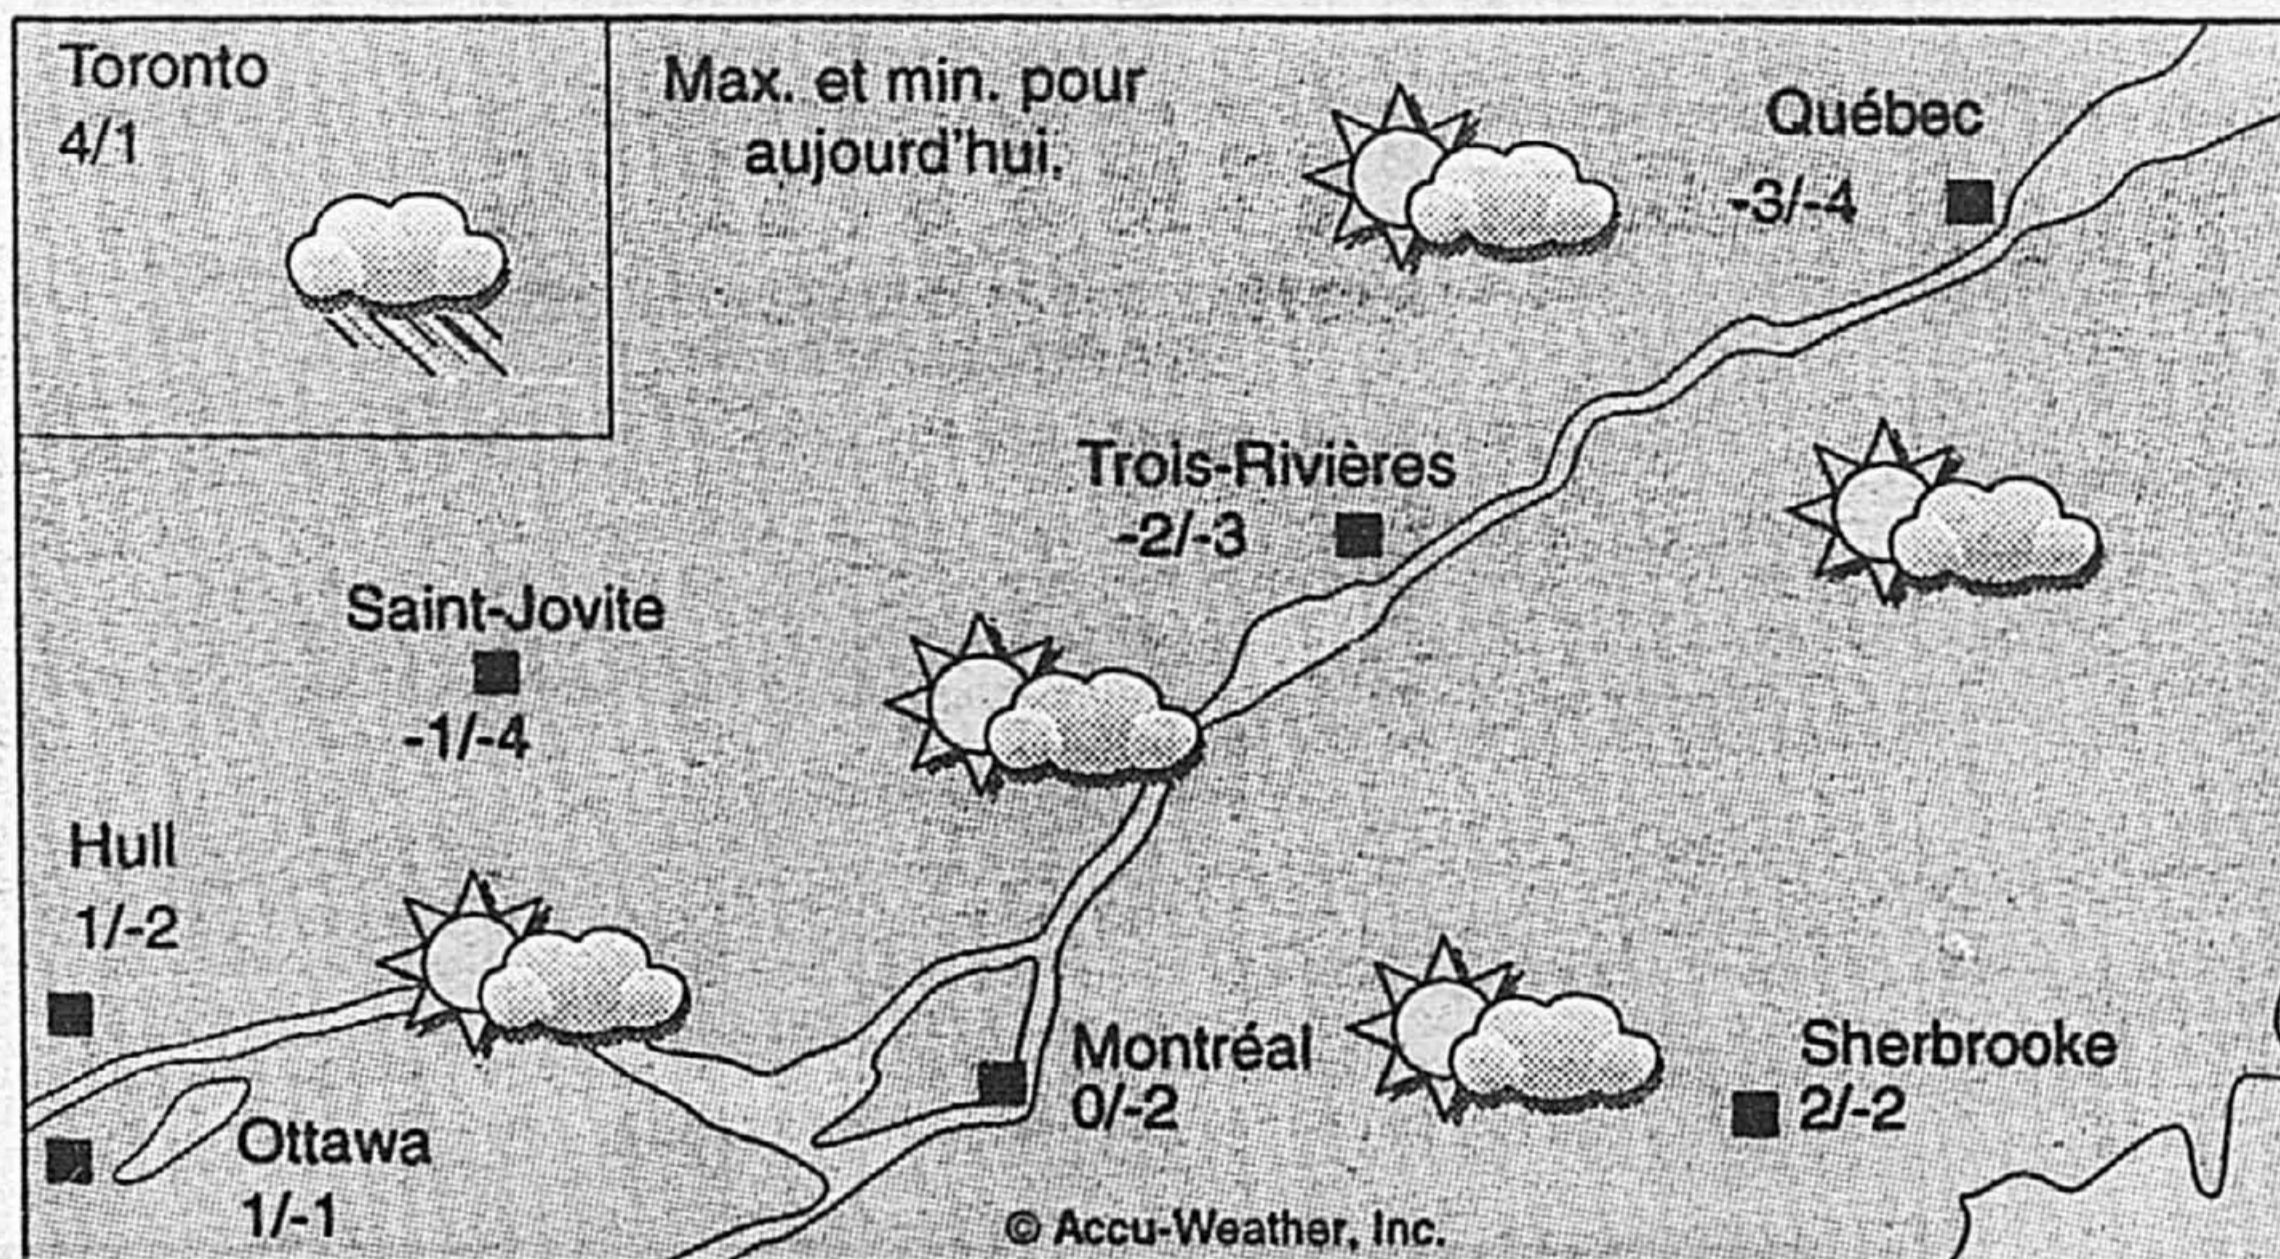 Toronto
4/1
Max. et min. pour
aujourd'hui.
Québec
-3/-4
Trois-Rivières
-2/-3
Saint-Jovite
-1/-4
Hull
1/-2
Montréal
0/-2
Sherbrooke
2/-2
Ottawa
1/-1
© Accu-Weather, Inc.